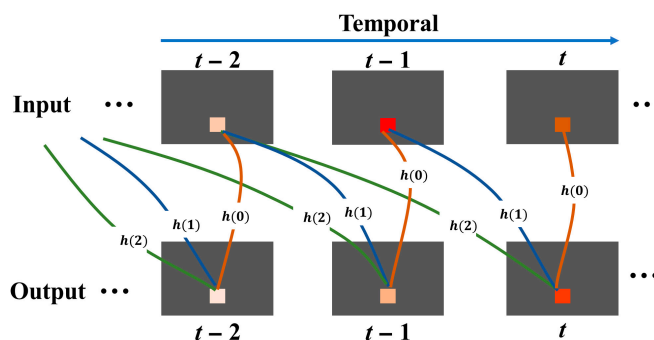 Temporal
t − 2 t − 1 t
Input ... ...
h(0) h(0) h(0)
h(2) h(1) h(2) h(1) h(2) h(1)
Output ... ...
t − 2 t − 1 t